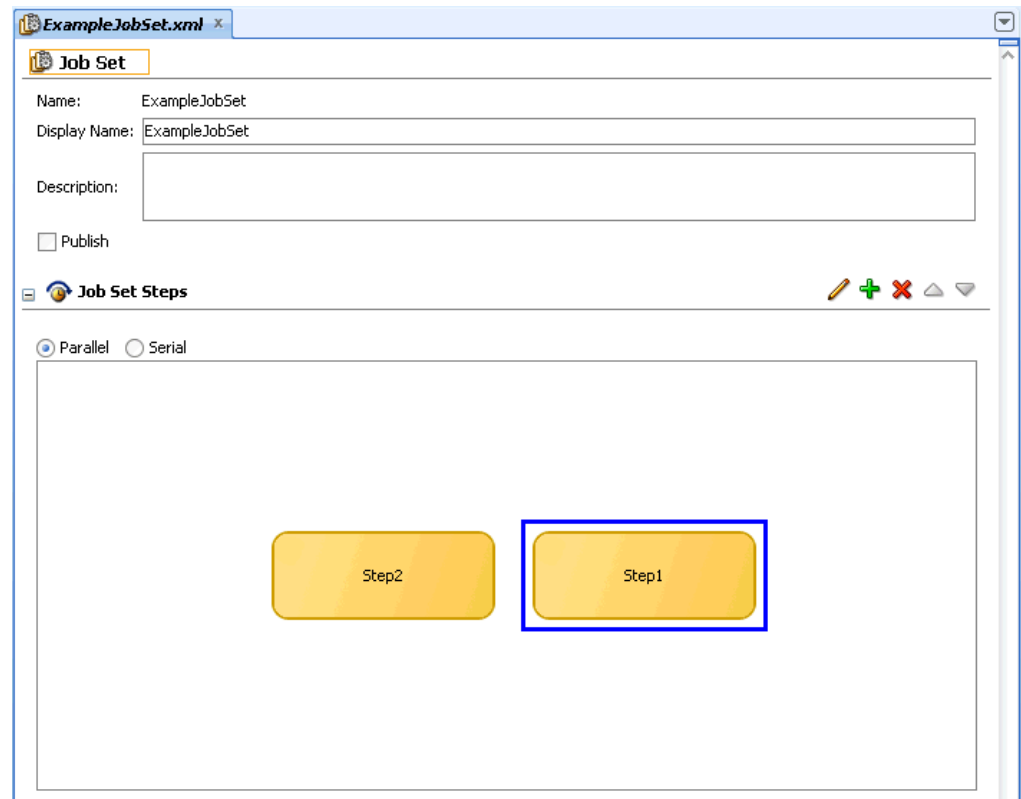 ExampleJobSet.xml x
Job Set
Name: ExampleJobSet
Display Name: ExampleJobSet
Description:
Publish
Job Set Steps
Parallel Serial
Step2 Step1